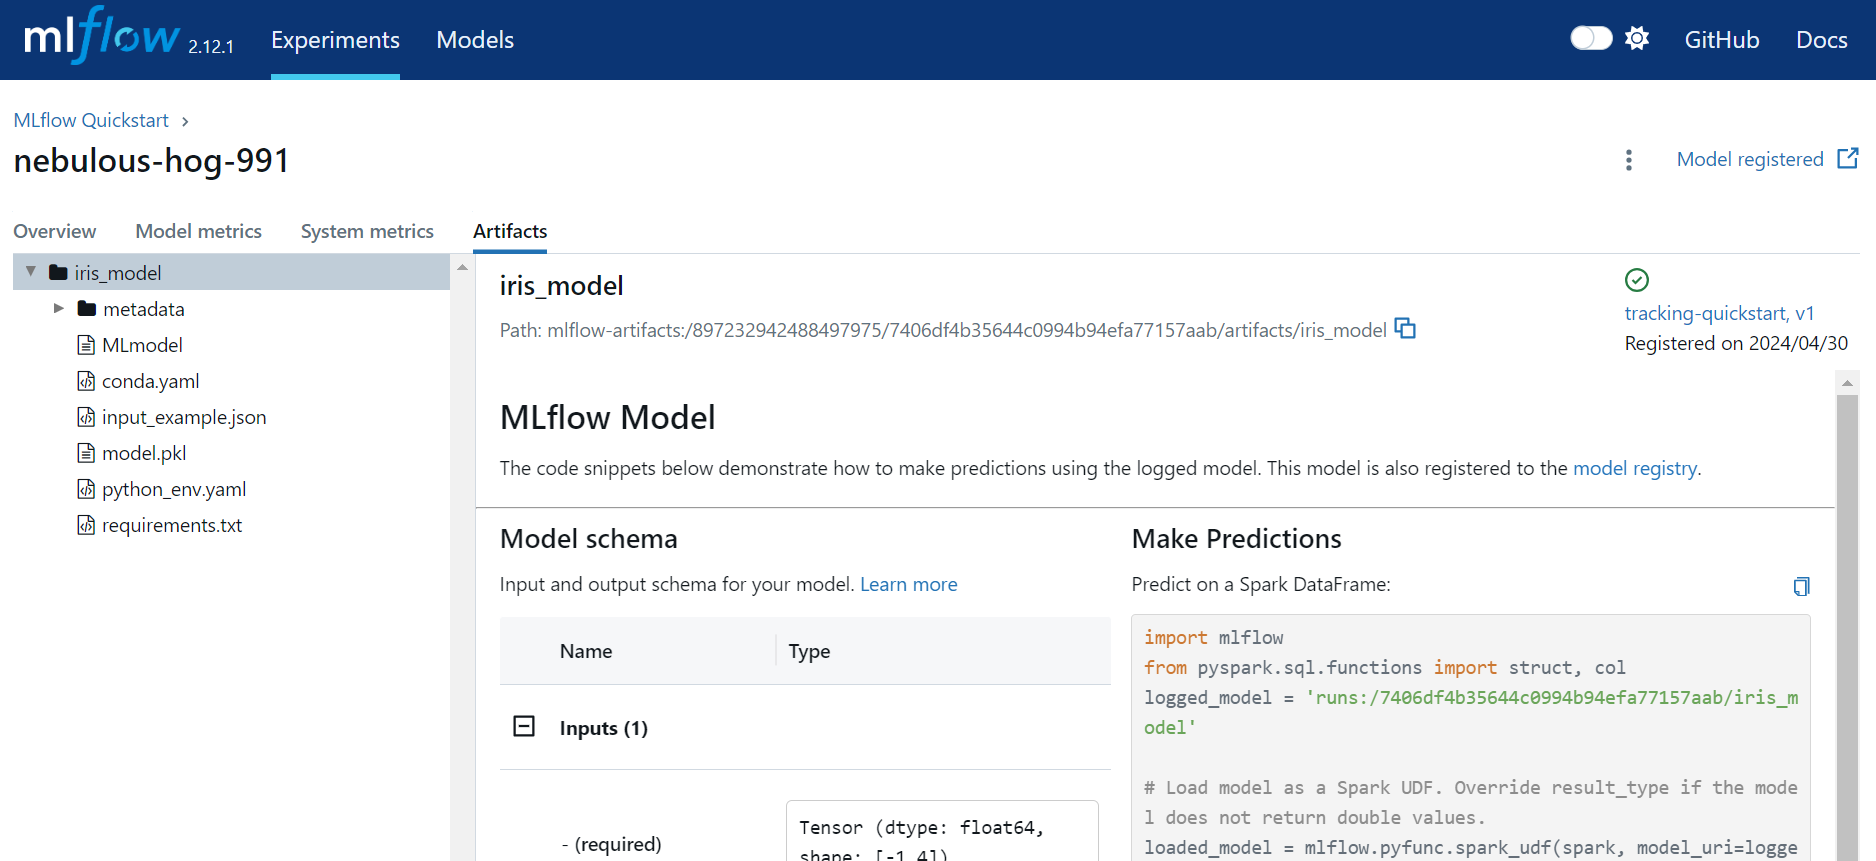 mlflow 2.12.1 Experiments Models GitHub Docs
MLflow Quickstart >
nebulous-hog-991
Model registered
Overview Model metrics System metrics Artifacts
iris_model
metadata
MLmodel
conda.yaml
input_example.json
model.pkl
python_env.yaml
requirements.txt
iris_model
Path: mlflow-artifacts:/897232942488497975/7406df4b35644c0994b94efa77157aab/artifacts/iris_model
tracking-quickstart, v1
Registered on 2024/04/30
MLflow Model
The code snippets below demonstrate how to make predictions using the logged model. This model is also registered to the model registry.
Model schema
Input and output schema for your model. Learn more
Name Type
Inputs (1)
- (required)
Tensor (dtype: float64,
shape: [-1,4])
Make Predictions
Predict on a Spark DataFrame:
import mlflow
from pyspark.sql.functions import struct, col
logged_model = 'runs:/7406df4b35644c0994b94efa77157aab/iris_m
odel'
# Load model as a Spark UDF. Override result_type if the mode
l does not return double values.
loaded_model = mlflow.pyfunc.spark_udf(spark, model_uri=logge